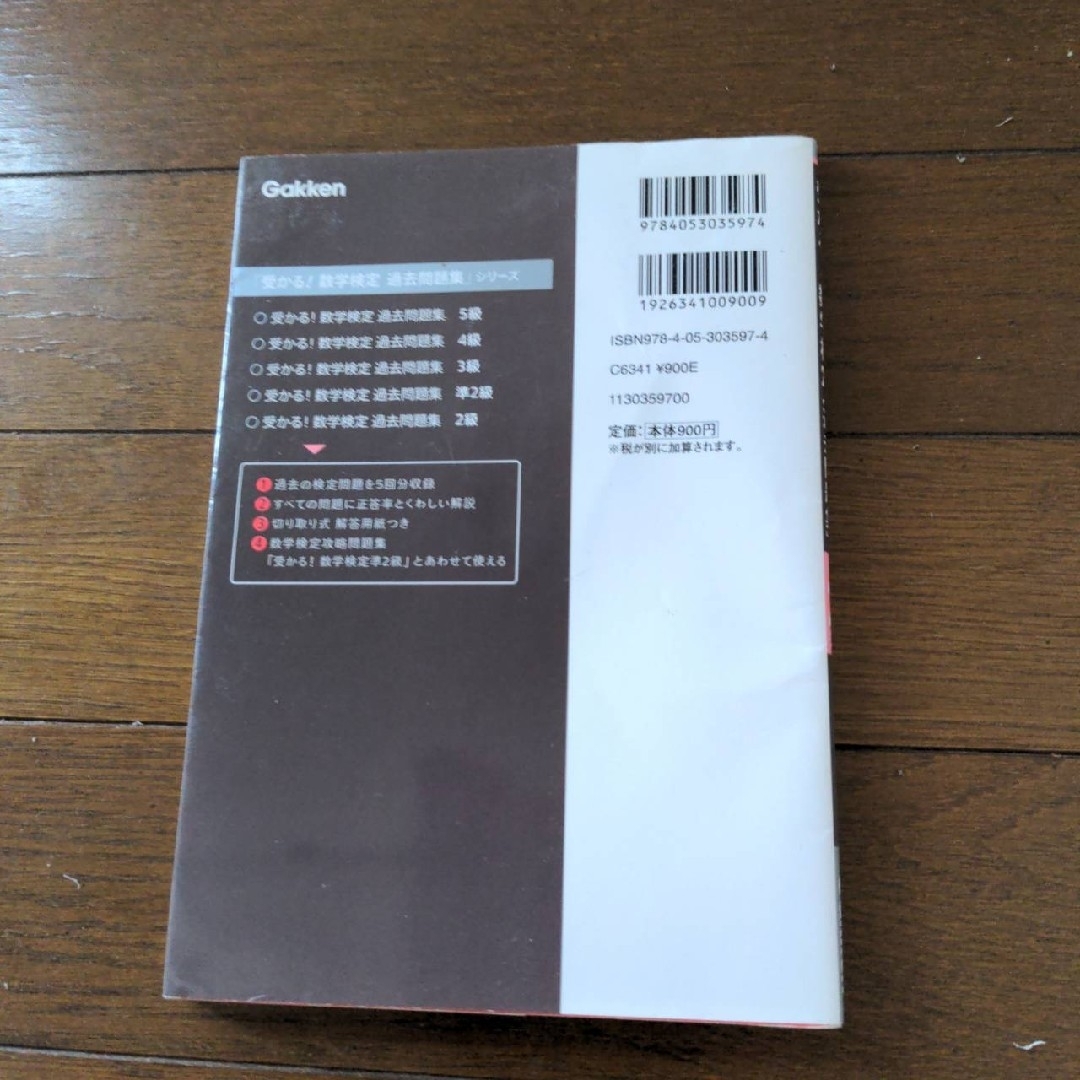 Gakken
「受かる! 数学検定 過去問題集」シリーズ
○受かる! 数学検定 過去問題集 5級
○受かる! 数学検定 過去問題集 4級
○受かる! 数学検定 過去問題集 3級
○受かる! 数学検定 過去問題集 準2級
○受かる! 数学検定 過去問題集 2級
1 過去の検定問題を5回分収録
2 すべての問題に正答率とくわしい解説
3 切り取り式 解答用紙つき
4 数学検定攻略問題集
『受かる! 数学検定準2級』とあわせて使える
9784053035974
1926341009009
ISBN978-4-05-303597-4
C6341 ¥900E
1130359700
定価:本体900円
※税が別に加算されます。